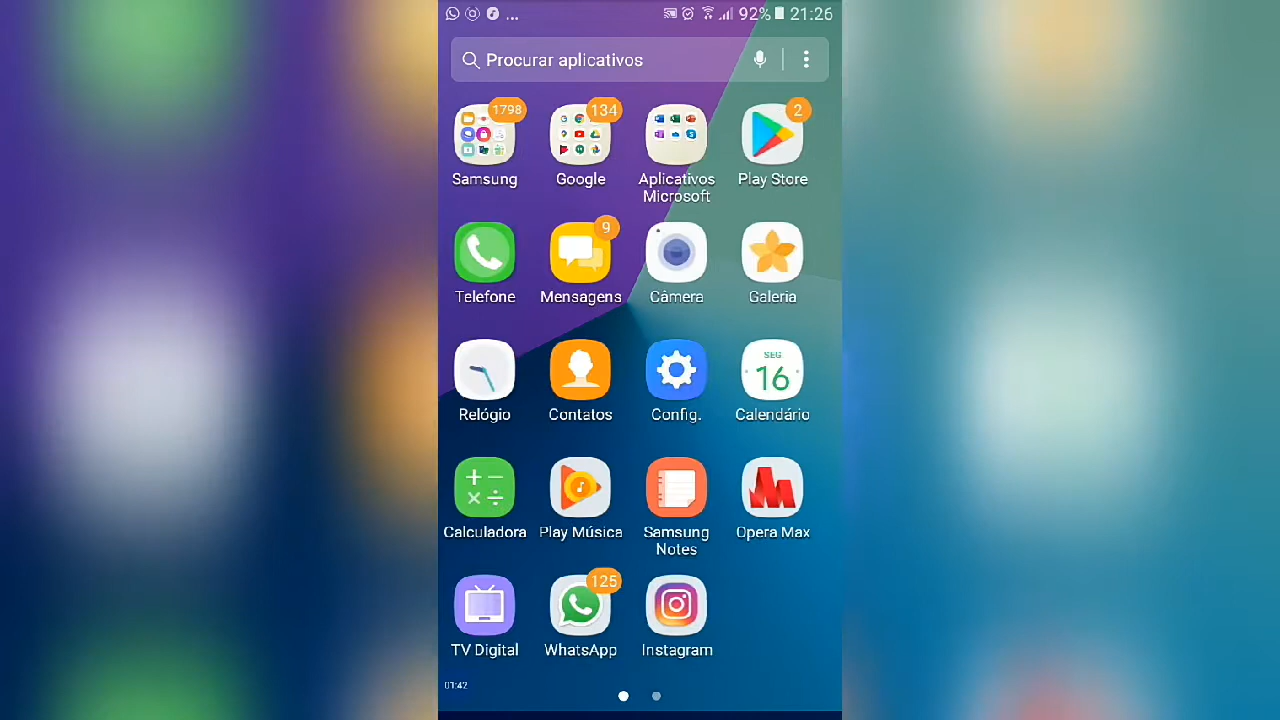 ... 92% 21:26
Procurar aplicativos
1798 134 2
Samsung Google Aplicativos Microsoft Play Store
9
Telefone Mensagens Câmera Galeria
SEG
16
Relógio Contatos Config. Calendário
Calculadora Play Música Samsung Notes Opera Max
125
TV Digital WhatsApp Instagram
01:42